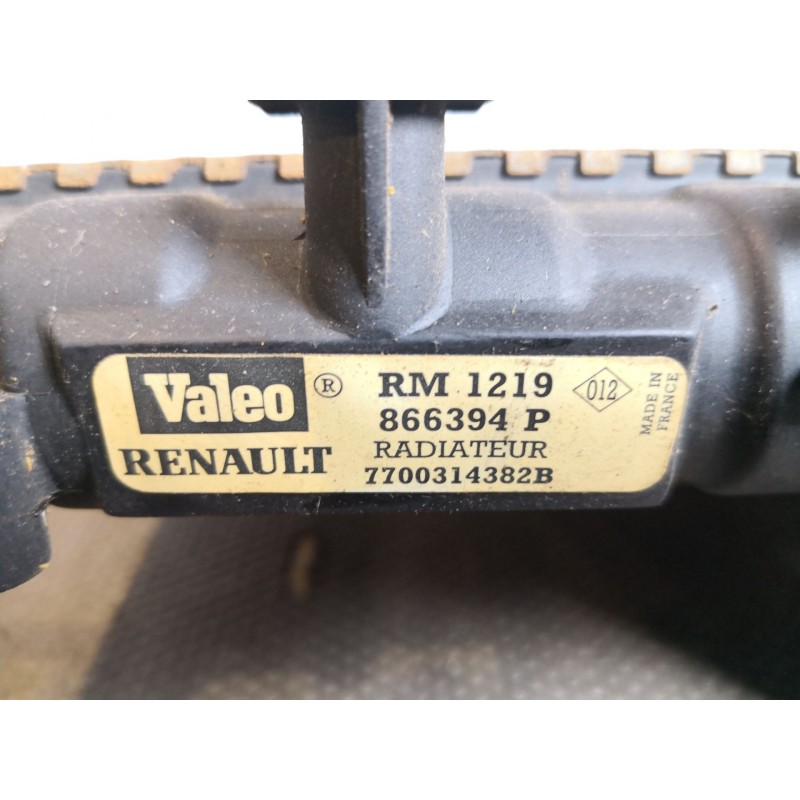 Valeo ® RM 1219
866394 P
RENAULT RADIATEUR
7700314382B
012
MADE IN
FRANCE